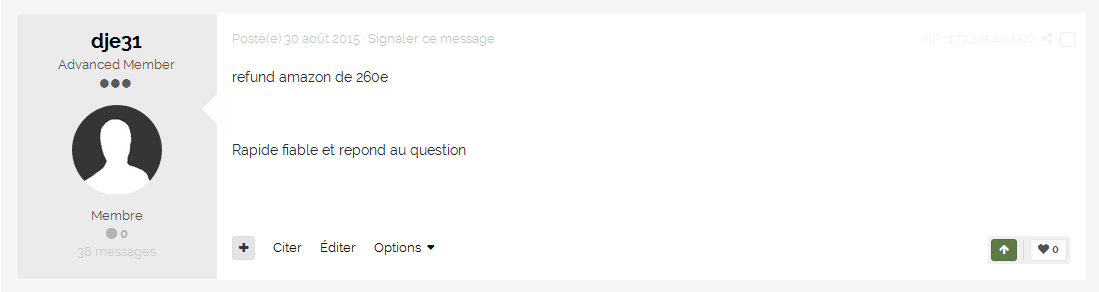 dje31
Advanced Member
Membre
0
38 messages
Posté(e) 30 août 2015 · Signaler ce message
(IP : 173.245.49.152) ·
refund amazon de 260e
Rapide fiable et repond au question
Citer Éditer Options
0